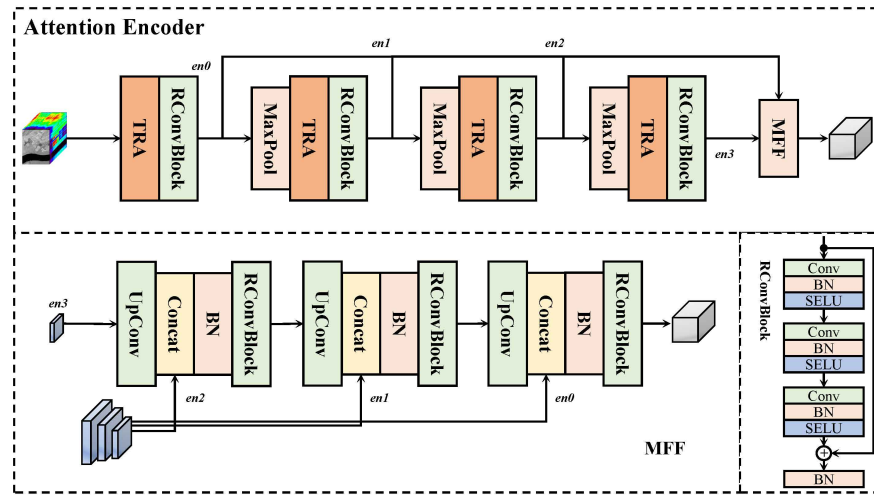 Attention Encoder
en0
en1
en2
TRA
RConvBlock
MaxPool
TRA
RConvBlock
MaxPool
TRA
RConvBlock
MaxPool
TRA
RConvBlock
en3
MFF
en3
UpConv
Concat
BN
RConvBlock
UpConv
Concat
BN
RConvBlock
UpConv
Concat
BN
RConvBlock
en2
en1
en0
MFF
RConvBlock
Conv
BN
SELU
Conv
BN
SELU
Conv
BN
SELU
+
BN